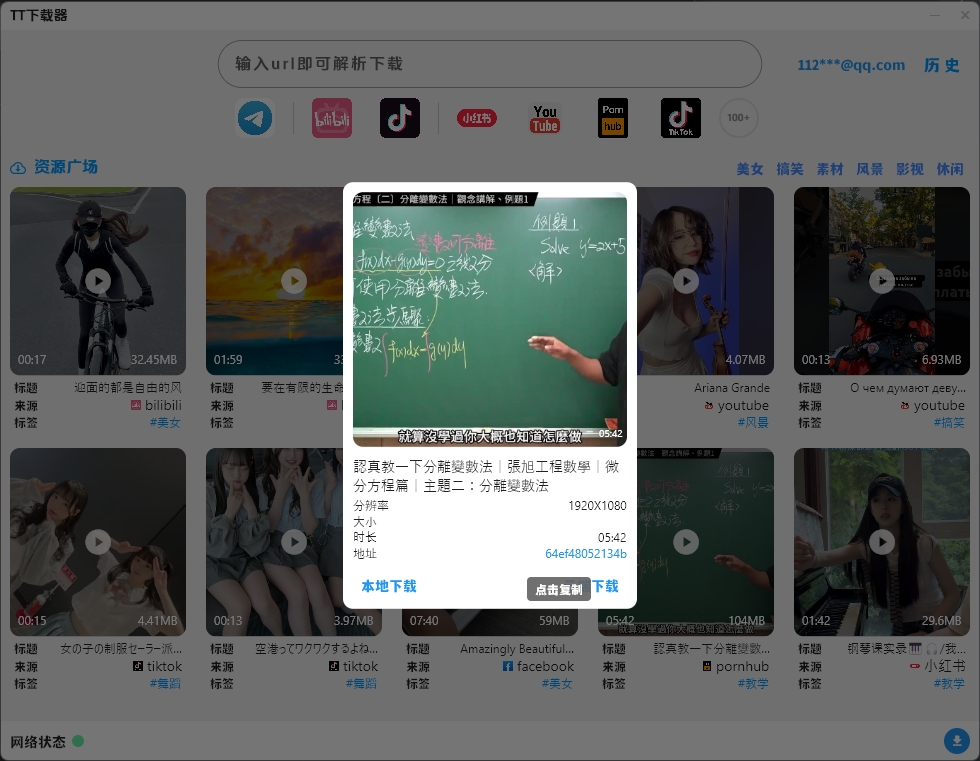 TT下载器
输入url即可解析下载
112***@qq.com
历 史
bilibili
小红书
You
Tube
Porn
hub
TikTok
100+
资源广场
美女 搞笑 素材 风景 影视 休闲
00:17
32.45MB
标题
迎面的都是自由的风
来源
bilibili
标签
#美女
01:59
标题
要在有限的生命
来源
标签
方程（二）分離變數法｜觀念講解、例題1
例題1
Solve y'=2x+5
<解>
就算沒學過你大概也知道怎麼做
05:42
認真教一下分離變數法｜張旭工程數學｜微
分方程篇｜主題二：分離變數法
分辨率
1920X1080
大小
时长
05:42
地址
64ef48052134b
本地下载
点击复制
下载
4.07MB
Ariana Grande
youtube
#风景
00:13
6.93MB
标题
О чем думают деву...
来源
youtube
标签
#搞笑
00:15
4.41MB
标题
女の子の制服セーラー派...
来源
tiktok
标签
#舞蹈
00:13
3.97MB
标题
空港ってワクワクするよね...
来源
tiktok
标签
#舞蹈
07:40
59MB
标题
Amazingly Beautiful...
来源
facebook
标签
#美女
05:42
104MB
标题
認真教一下分離變數...
来源
pornhub
标签
#教学
01:42
29.6MB
标题
钢琴课实录🎹🎧/我...
来源
小红书
标签
#教学
网络状态